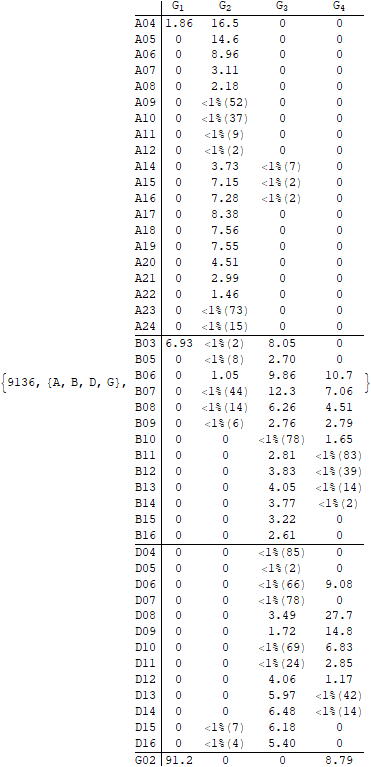 G1 G2 G3 G4
A04 1.86 16.5 0 0
A05 0 14.6 0 0
A06 0 8.96 0 0
A07 0 3.11 0 0
A08 0 2.18 0 0
A09 0 <1%(52) 0 0
A10 0 <1%(37) 0 0
A11 0 <1%(9) 0 0
A12 0 <1%(2) 0 0
A14 0 3.73 <1%(7) 0
A15 0 7.15 <1%(2) 0
A16 0 7.28 <1%(2) 0
A17 0 8.38 0 0
A18 0 7.56 0 0
A19 0 7.55 0 0
A20 0 4.51 0 0
A21 0 2.99 0 0
A22 0 1.46 0 0
A23 0 <1%(73) 0 0
A24 0 <1%(15) 0 0
B03 6.93 <1%(2) 8.05 0
B05 0 <1%(8) 2.70 0
{9136, {A, B, D, G}, B06 0 1.05 9.86 10.7 }
B07 0 <1%(44) 12.3 7.06
B08 0 <1%(14) 6.26 4.51
B09 0 <1%(6) 2.76 2.79
B10 0 0 <1%(78) 1.65
B11 0 0 2.81 <1%(83)
B12 0 0 3.83 <1%(39)
B13 0 0 4.05 <1%(14)
B14 0 0 3.77 <1%(2)
B15 0 0 3.22 0
B16 0 0 2.61 0
D04 0 0 <1%(85) 0
D05 0 0 <1%(2) 0
D06 0 0 <1%(66) 9.08
D07 0 0 <1%(78) 0
D08 0 0 3.49 27.7
D09 0 0 1.72 14.8
D10 0 0 <1%(69) 6.83
D11 0 0 <1%(24) 2.85
D12 0 0 4.06 1.17
D13 0 0 5.97 <1%(42)
D14 0 0 6.48 <1%(14)
D15 0 <1%(7) 6.18 0
D16 0 <1%(4) 5.40 0
G02 91.2 0 0 8.79